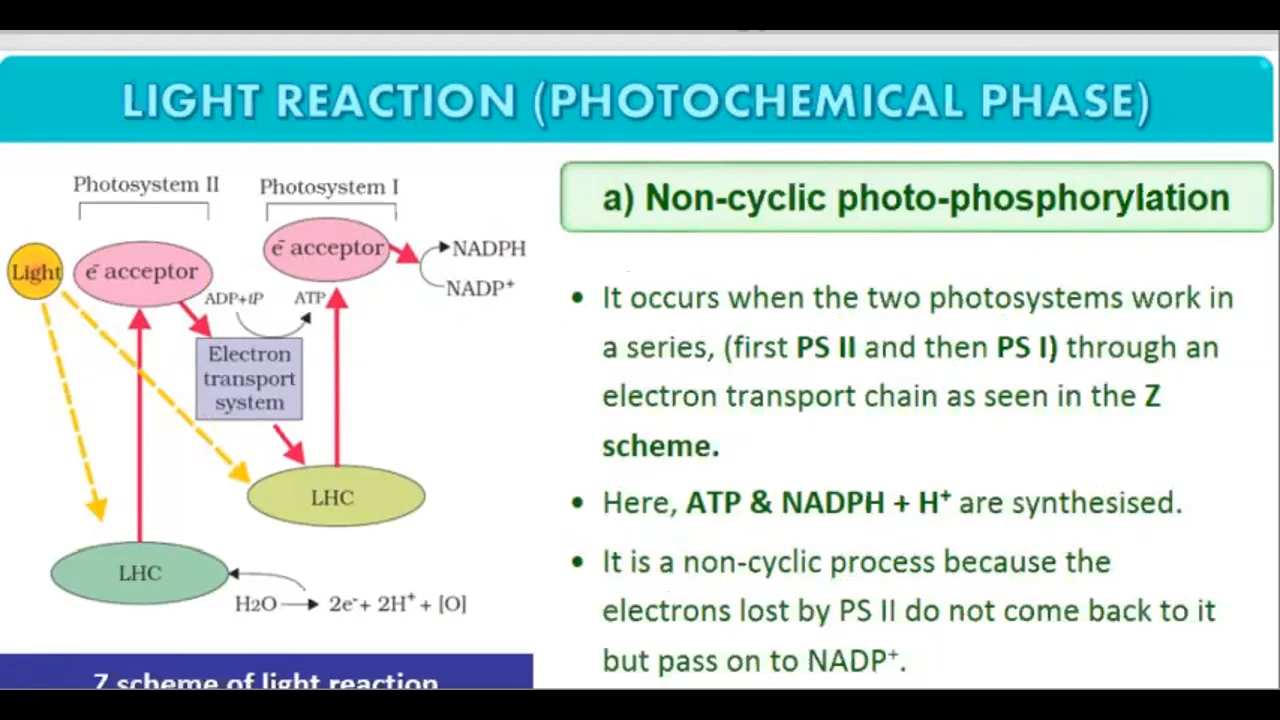 LIGHT REACTION (PHOTOCHEMICAL PHASE)
Photosystem II
Photosystem I
Light
e⁻ acceptor
e⁻ acceptor
NADPH
NADP⁺
ADP+iP
ATP
Electron
transport
system
LHC
LHC
H2O → 2e⁻+ 2H⁺ + [O]
Z scheme of light reaction
a) Non-cyclic photo-phosphorylation
• It occurs when the two photosystems work in
a series, (first PS II and then PS I) through an
electron transport chain as seen in the Z
scheme.
• Here, ATP & NADPH + H⁺ are synthesised.
• It is a non-cyclic process because the
electrons lost by PS II do not come back to it
but pass on to NADP⁺.